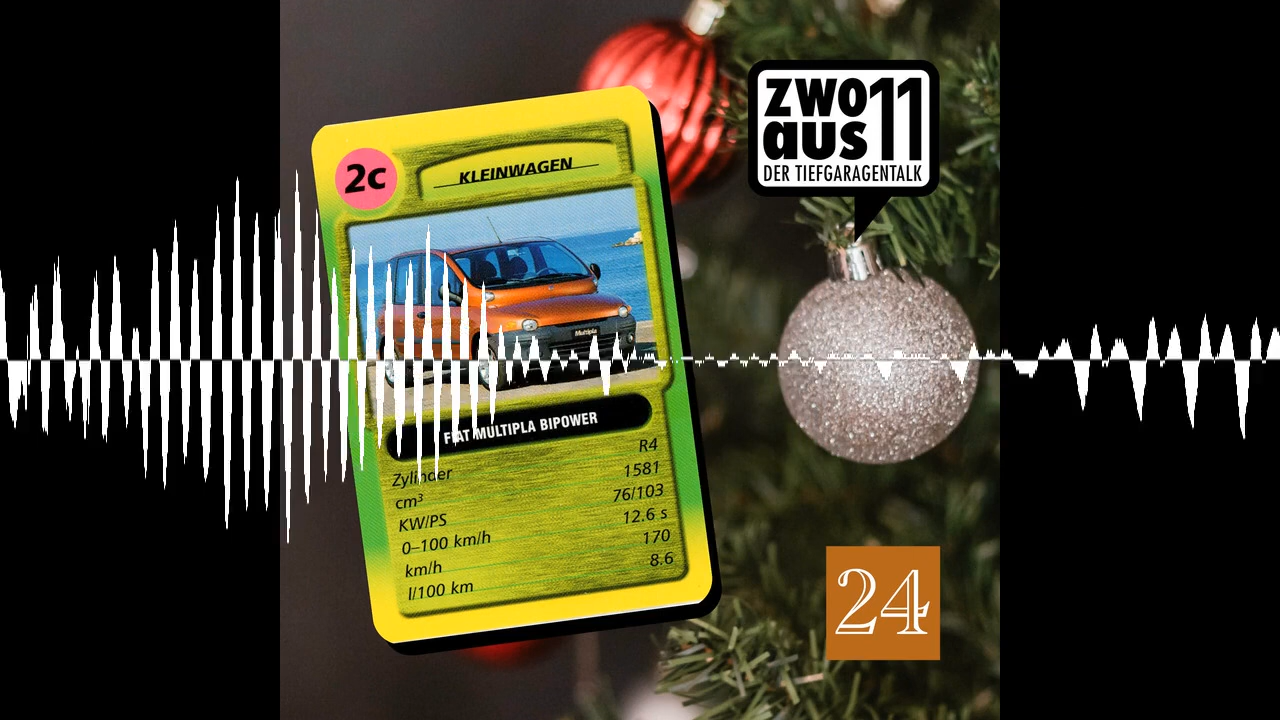 zwo
aus 11
DER TIEFGARAGENTALK
2c
KLEINWAGEN
Multipla
FIAT MULTIPLA BIPOWER
Zylinder R4
cm³ 1581
KW/PS 76/103
0–100 km/h 12.6 s
km/h 170
l/100 km 8.6
24